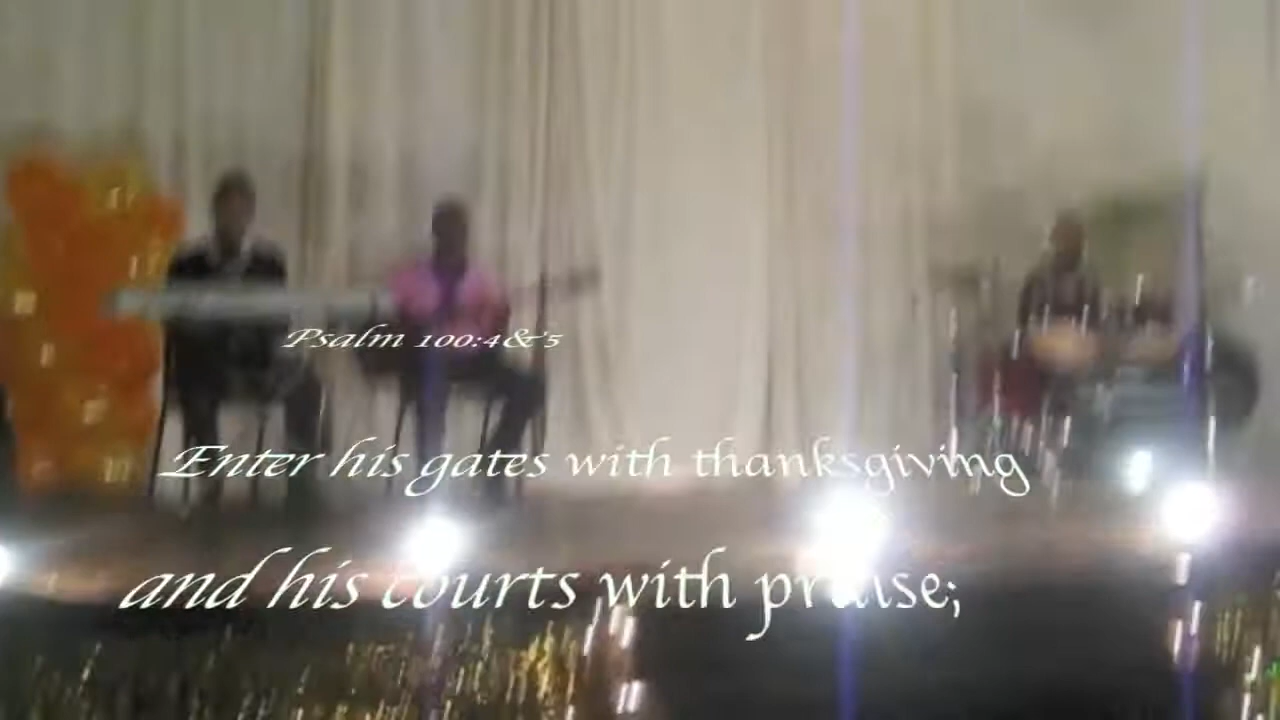 Psalm 100:4&5
Enter his gates with thanksgiving
and his courts with praise;